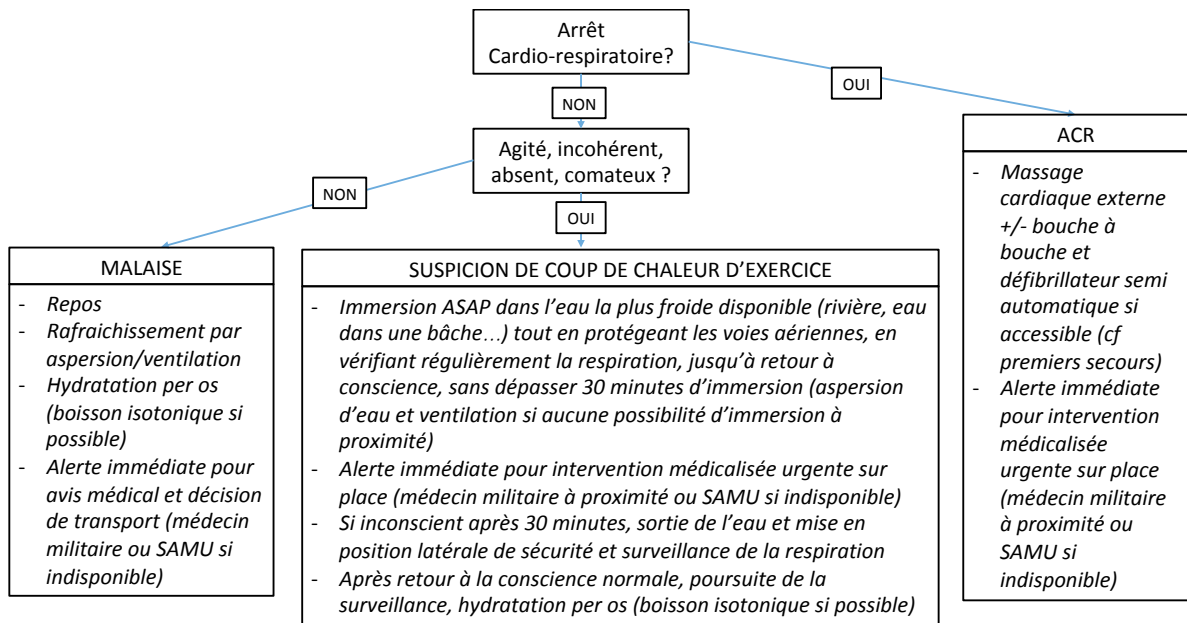 Arrêt
Cardio-respiratoire?
OUI
NON
Agité, incohérent,
absent, comateux ?
NON
OUI
MALAISE
- Repos
- Rafraichissement par
aspersion/ventilation
- Hydratation per os
(boisson isotonique si
possible)
- Alerte immédiate pour
avis médical et décision
de transport (médecin
militaire ou SAMU si
indisponible)
SUSPICION DE COUP DE CHALEUR D’EXERCICE
- Immersion ASAP dans l’eau la plus froide disponible (rivière, eau
dans une bâche…) tout en protégeant les voies aériennes, en
vérifiant régulièrement la respiration, jusqu’à retour à
conscience, sans dépasser 30 minutes d’immersion (aspersion
d’eau et ventilation si aucune possibilité d’immersion à
proximité)
- Alerte immédiate pour intervention médicalisée urgente sur
place (médecin militaire à proximité ou SAMU si indisponible)
- Si inconscient après 30 minutes, sortie de l’eau et mise en
position latérale de sécurité et surveillance de la respiration
- Après retour à la conscience normale, poursuite de la
surveillance, hydratation per os (boisson isotonique si possible)
ACR
- Massage
cardiaque externe
+/- bouche à
bouche et
défibrillateur semi
automatique si
accessible (cf
premiers secours)
- Alerte immédiate
pour intervention
médicalisée
urgente sur place
(médecin militaire
à proximité ou
SAMU si
indisponible)